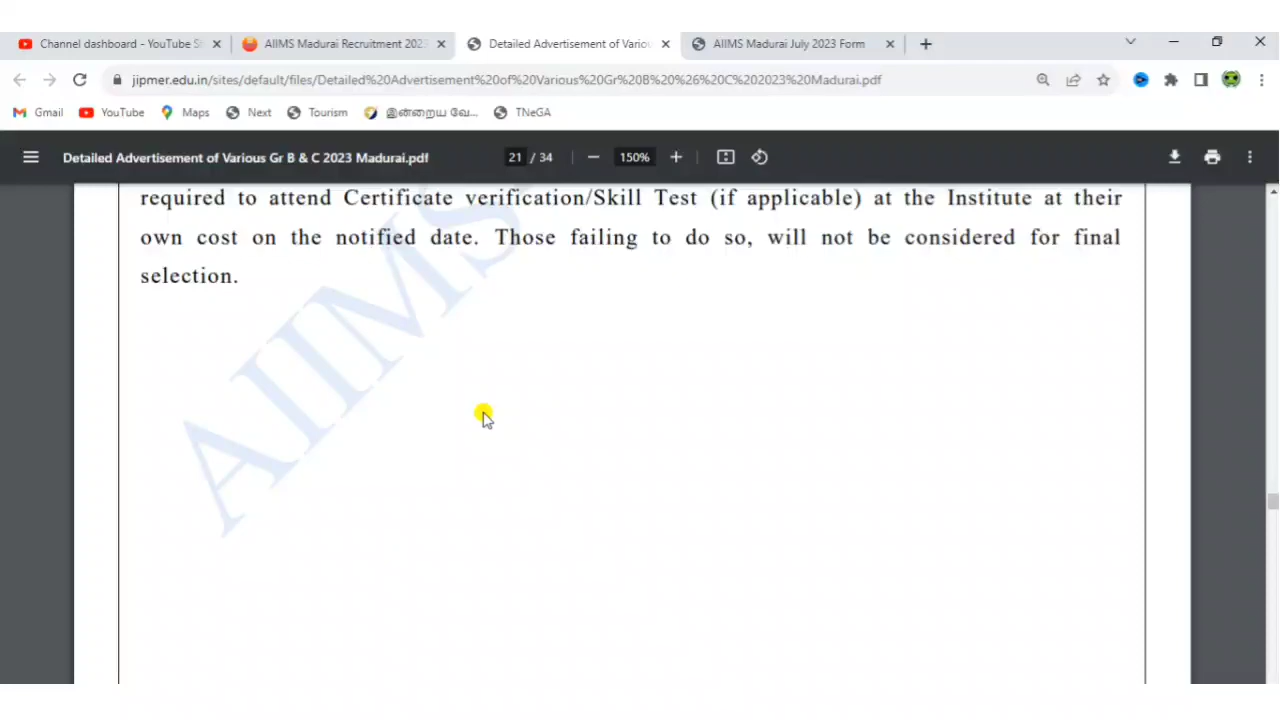 Channel dashboard - YouTube S
AIIMS Madurai Recruitment 2023
Detailed Advertisement of Variou
AIIMS Madurai July 2023 Form
jipmer.edu.in/sites/default/files/Detailed%20Advertisement%20of%20Various%20Gr%20B%20%26%20C%202023%20Madurai.pdf
Gmail YouTube Maps Next Tourism இன்றைய வே... TNeGA
Detailed Advertisement of Various Gr B & C 2023 Madurai.pdf 21 / 34 150%
required to attend Certificate verification/Skill Test (if applicable) at the Institute at their
own cost on the notified date. Those failing to do so, will not be considered for final
selection.
AIIMS